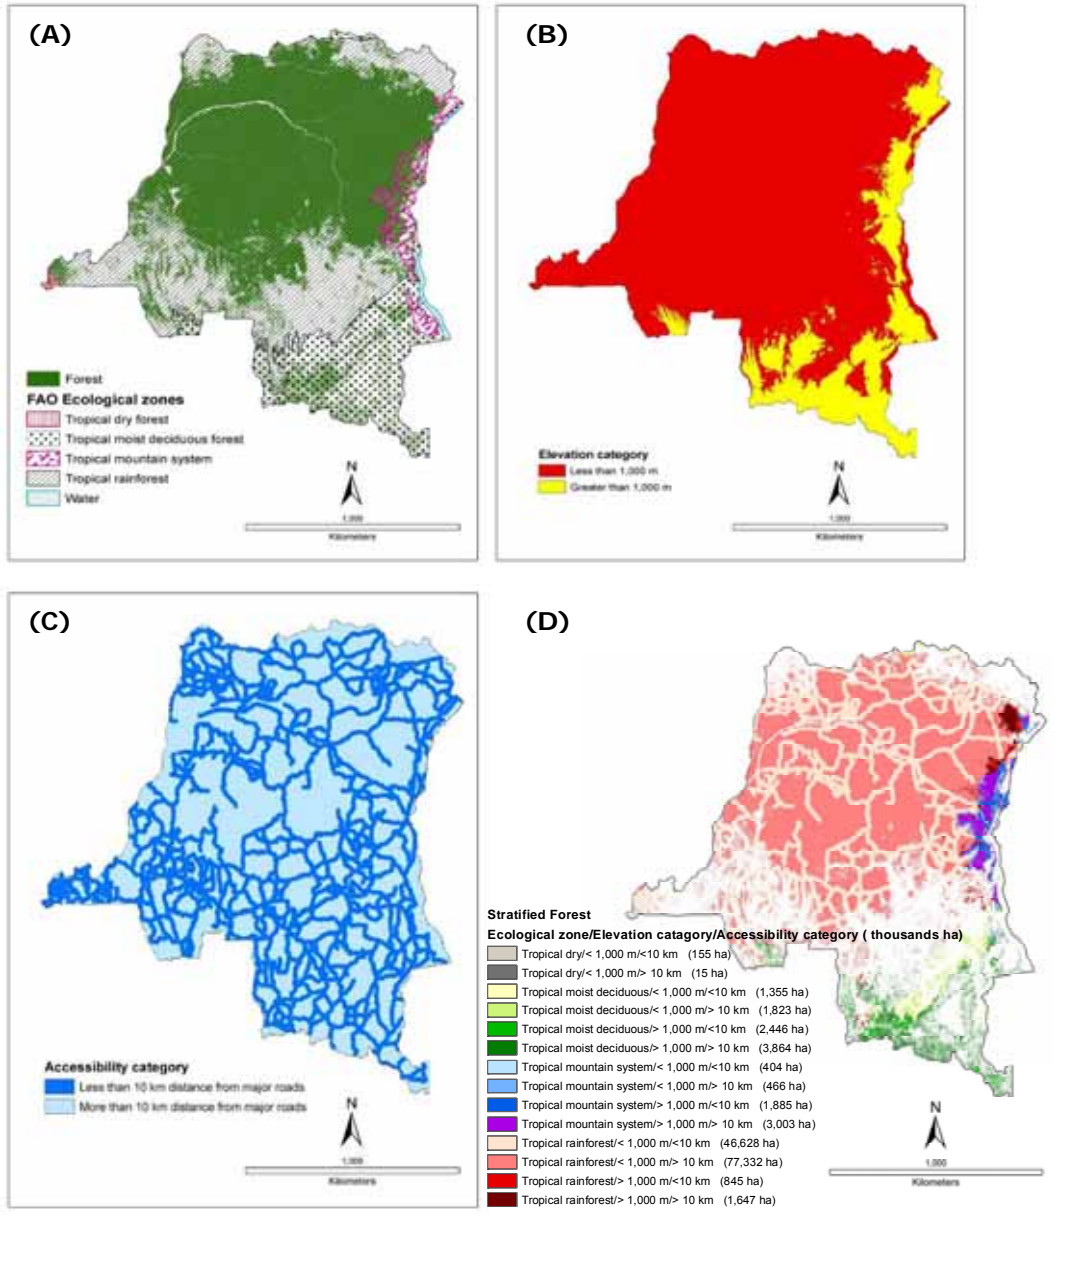 (A)
Forest
FAO Ecological zones
Tropical dry forest
Tropical moist deciduous forest
Tropical mountain system
Tropical rainforest
Water
N
1,000
Kilometers
(B)
Elevation category
Less than 1,000 m
Greater than 1,000 m
N
1,000
Kilometers
(C)
Accessibility category
Less than 10 km distance from major roads
More than 10 km distance from major roads
N
1,000
Kilometers
(D)
Stratified Forest
Ecological zone/Elevation catagory/Accessibility category ( thousands ha)
Tropical dry/< 1,000 m/<10 km (155 ha)
Tropical dry/< 1,000 m/> 10 km (15 ha)
Tropical moist deciduous/< 1,000 m/<10 km (1,355 ha)
Tropical moist deciduous/< 1,000 m/> 10 km (1,823 ha)
Tropical moist deciduous/> 1,000 m/<10 km (2,446 ha)
Tropical moist deciduous/> 1,000 m/> 10 km (3,864 ha)
Tropical mountain system/< 1,000 m/<10 km (404 ha)
Tropical mountain system/< 1,000 m/> 10 km (466 ha)
Tropical mountain system/> 1,000 m/<10 km (1,885 ha)
Tropical mountain system/> 1,000 m/> 10 km (3,003 ha)
Tropical rainforest/< 1,000 m/<10 km (46,628 ha)
Tropical rainforest/< 1,000 m/> 10 km (77,332 ha)
Tropical rainforest/> 1,000 m/<10 km (845 ha)
Tropical rainforest/> 1,000 m/> 10 km (1,647 ha)
N
1,000
Kilometers